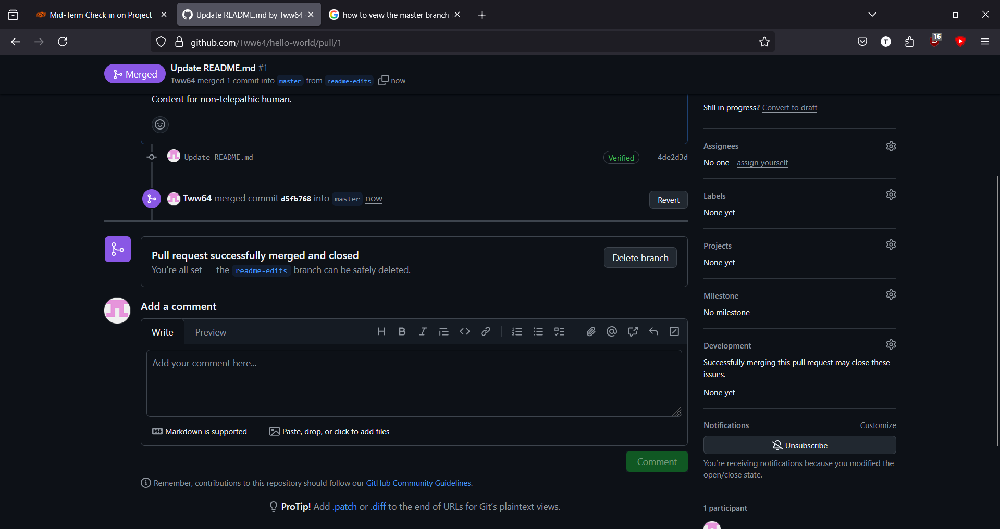 Mid-Term Check in on Project
Update README.md by Tww64
how to veiw the master branch
github.com/Tww64/hello-world/pull/1
T
16
Merged
Update README.md #1
Tww64 merged 1 commit into master from readme-edits now
Content for non-telepathic human.
Update README.md
Verified
4de2d3d
Tww64 merged commit d5fb768 into master now
Revert
Pull request successfully merged and closed
You're all set — the readme-edits branch can be safely deleted.
Delete branch
Add a comment
Write
Preview
Add your comment here...
Markdown is supported
Paste, drop, or click to add files
Comment
Remember, contributions to this repository should follow our GitHub Community Guidelines.
ProTip! Add .patch or .diff to the end of URLs for Git's plaintext views.
Still in progress? Convert to draft
Assignees
No one—assign yourself
Labels
None yet
Projects
None yet
Milestone
No milestone
Development
Successfully merging this pull request may close these
issues.
None yet
Notifications
Customize
Unsubscribe
You're receiving notifications because you modified the
open/close state.
1 participant